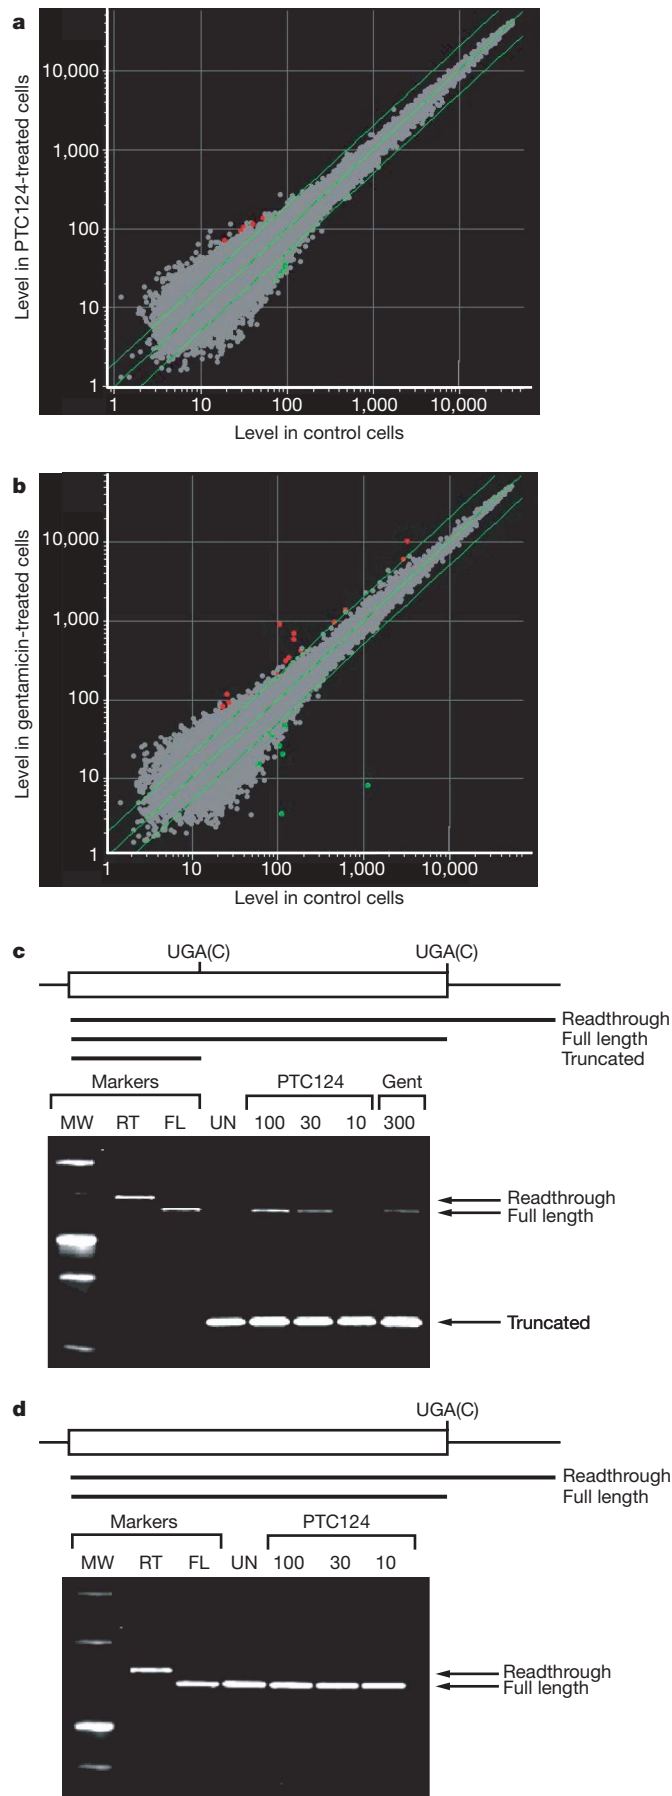 a
Level in PTC124-treated cells
10,000
1,000
100
10
1
1 10 100 1,000 10,000
Level in control cells
b
Level in gentamicin-treated cells
10,000
1,000
100
10
1
1 10 100 1,000 10,000
Level in control cells
c
UGA(C) UGA(C)
Readthrough
Full length
Truncated
Markers PTC124 Gent
MW RT FL UN 100 30 10 300
Readthrough
Full length
Truncated
d
UGA(C)
Readthrough
Full length
Markers PTC124
MW RT FL UN 100 30 10
Readthrough
Full length